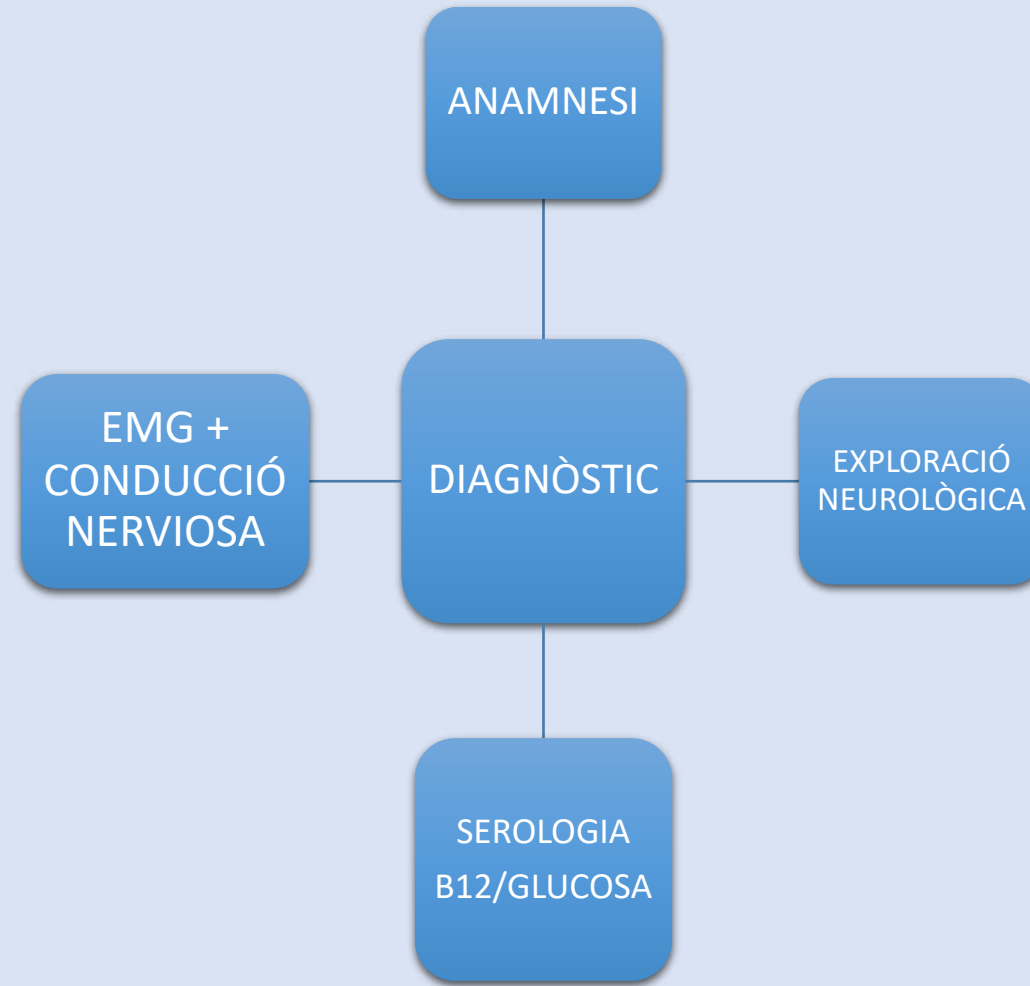 ANAMNESI
EMG +
CONDUCCIÓ
NERVIOSA
DIAGNÒSTIC
EXPLORACIÓ
NEUROLÒGICA
SEROLOGIA
B12/GLUCOSA